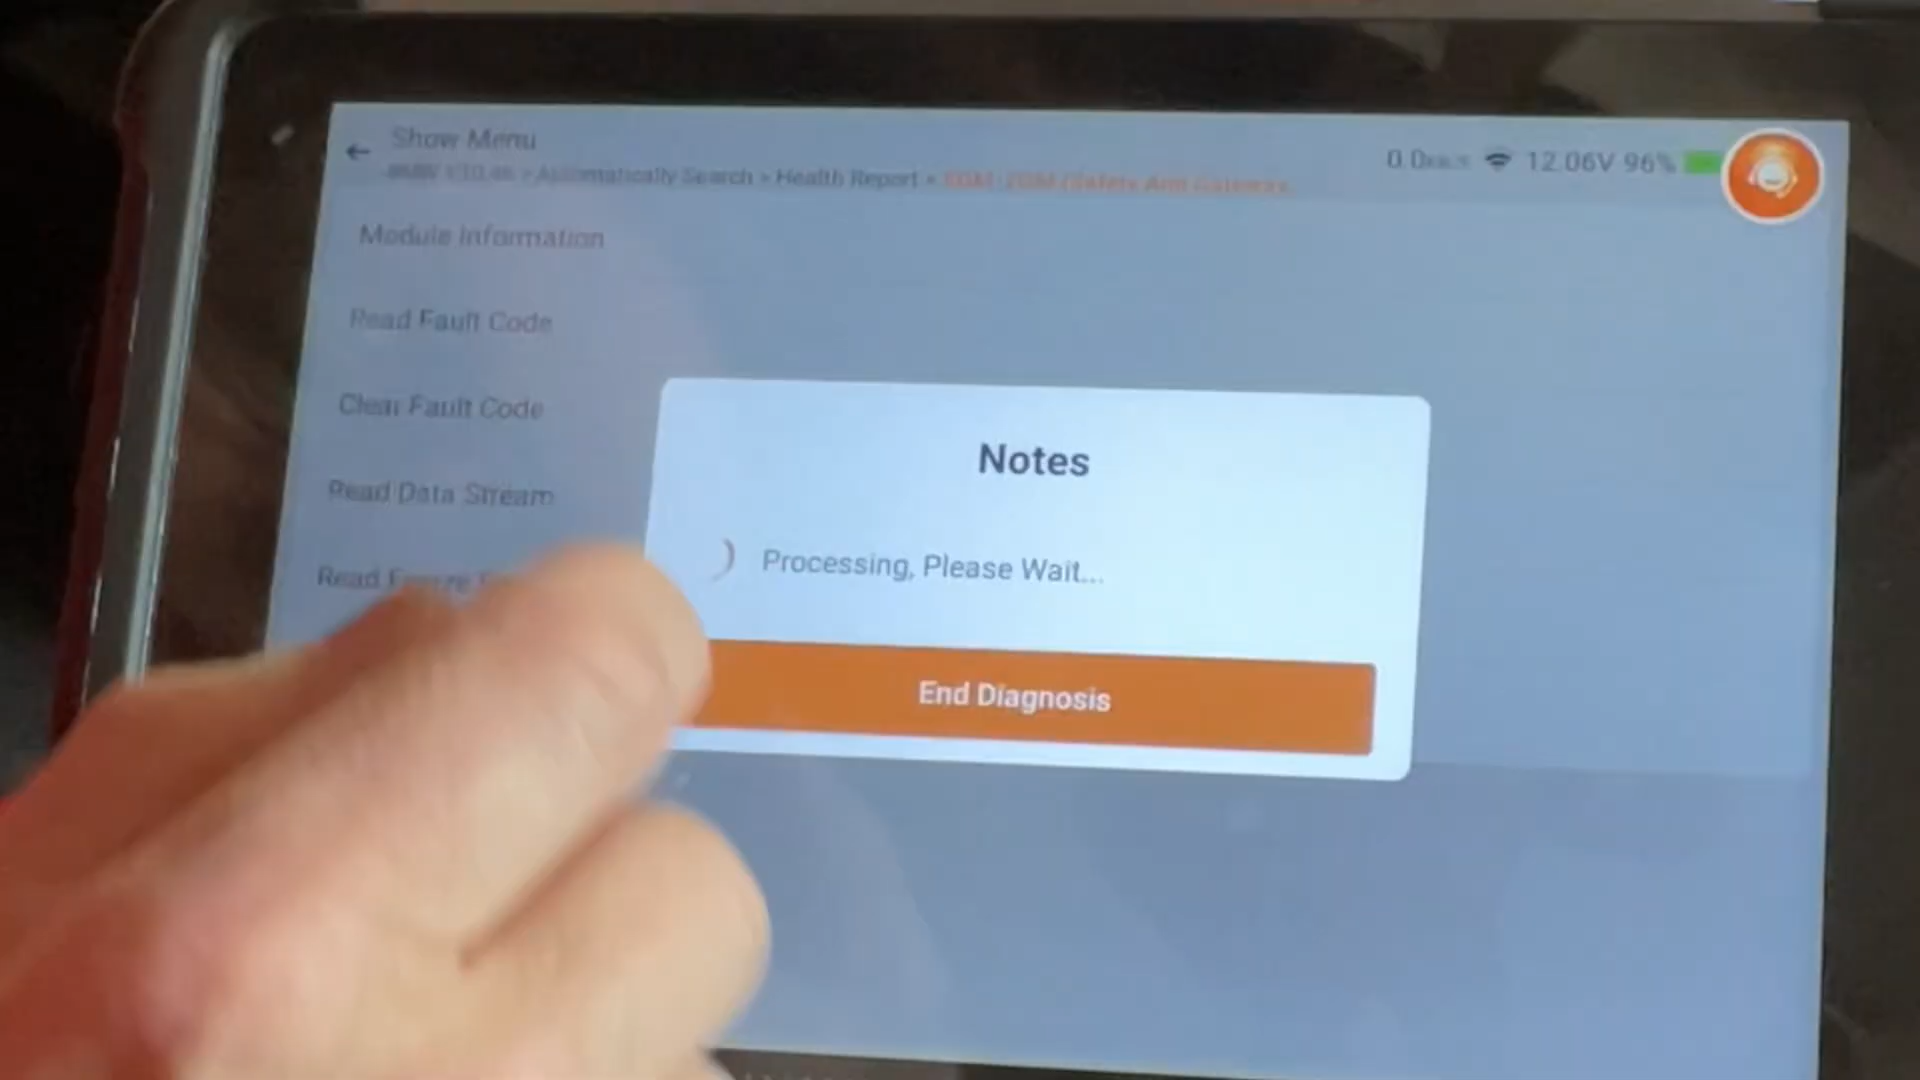 Show Menu
> Automatically Search > Health Report >
0.0 12.06V 96%
Module Information
Read Fault Code
Clear Fault Code
Read Data Stream
Read Freeze
Notes
Processing, Please Wait...
End Diagnosis